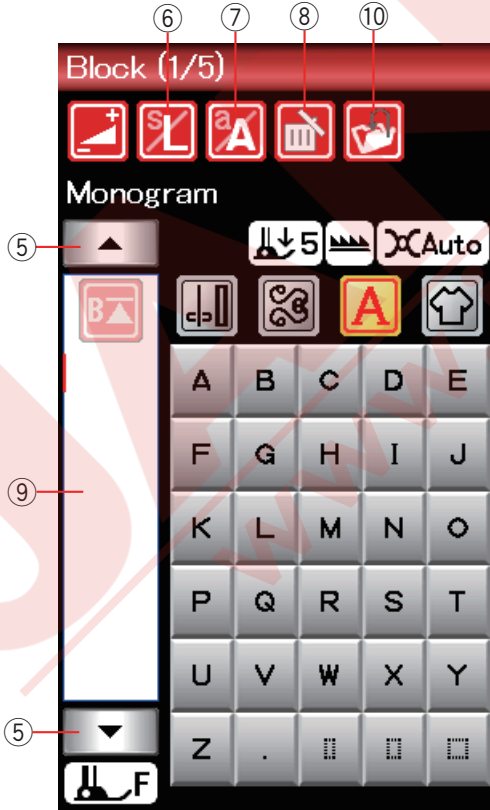 ⑥ ⑦ ⑧ ⑩
Block (1/5)
S L a A
Monogram
⑤
5 Auto
B A
A B C D E
F G H I J
⑨
K L M N O
P Q R S T
U V W X Y
⑤
Z .
F